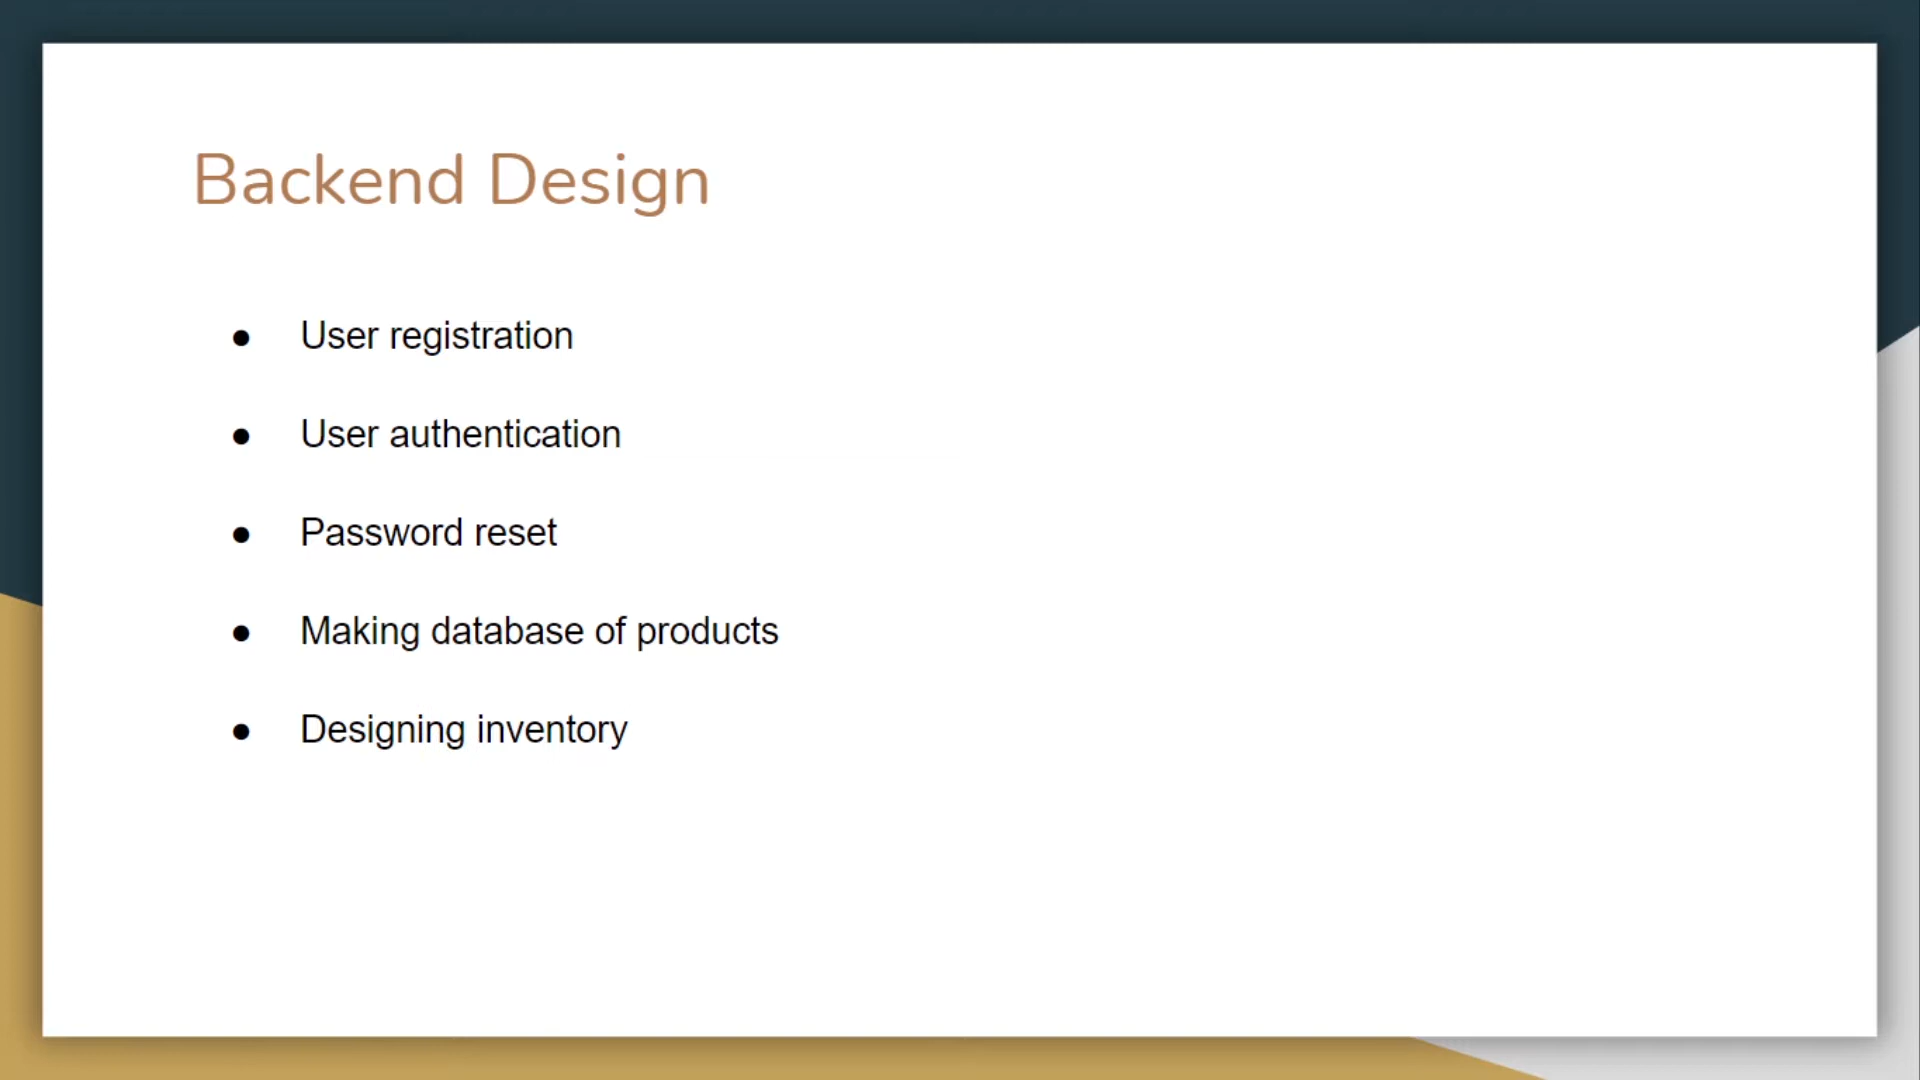 Backend Design
● User registration
● User authentication
● Password reset
● Making database of products
● Designing inventory